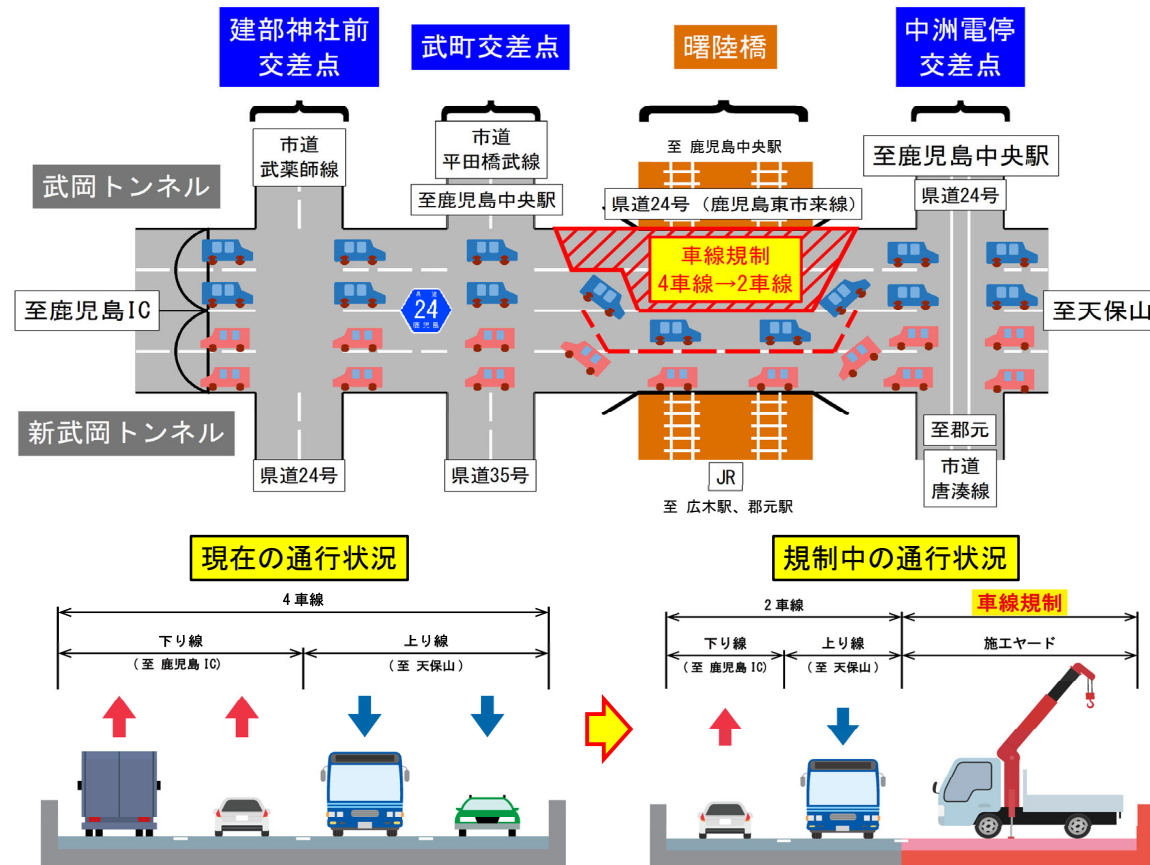 建部神社前
交差点
武町交差点
曙陸橋
中洲電停
交差点
市道
武薬師線
市道
平田橋武線
至 鹿児島中央駅
至鹿児島中央駅
武岡トンネル
至鹿児島中央駅
県道24号（鹿児島東市来線）
県道24号
車線規制
4車線→2車線
至鹿児島IC
県道
24
鹿児島
至天保山
新武岡トンネル
至郡元
県道24号
県道35号
JR
市道
唐湊線
至 広木駅、郡元駅
現在の通行状況
規制中の通行状況
4車線
2車線
車線規制
下り線
（至 鹿児島IC）
上り線
（至 天保山）
下り線
（至 鹿児島IC）
上り線
（至 天保山）
施工ヤード